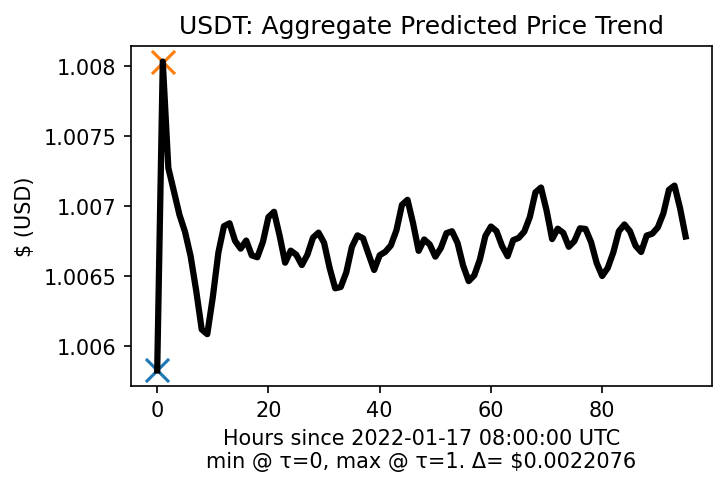 USDT: Aggregate Predicted Price Trend
$ (USD)
1.008
1.0075
1.007
1.0065
1.006
0 20 40 60 80
Hours since 2022-01-17 08:00:00 UTC
min @ τ=0, max @ τ=1. Δ= $0.0022076